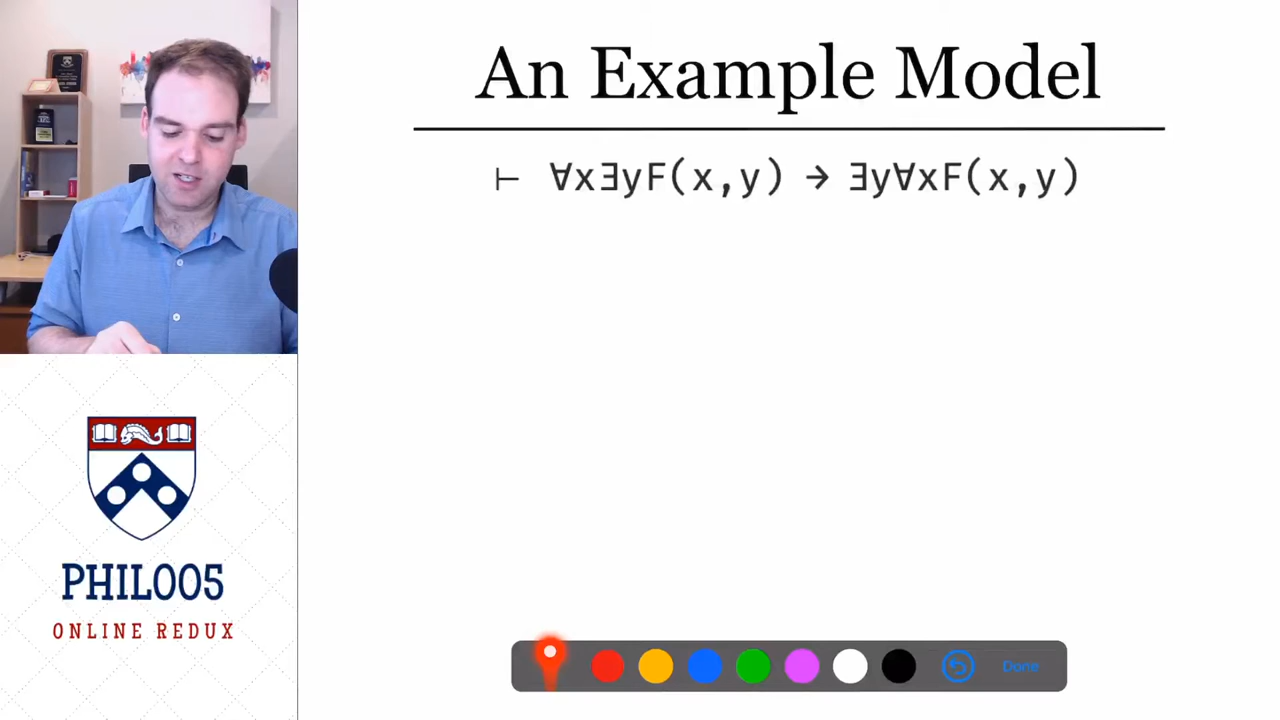 An Example Model
⊢ ∀x∃yF(x,y) → ∃y∀xF(x,y)
PHIL005
ONLINE REDUX
Done